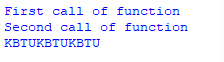 First call of function
Second call of function
KBTUKBTUKBTU